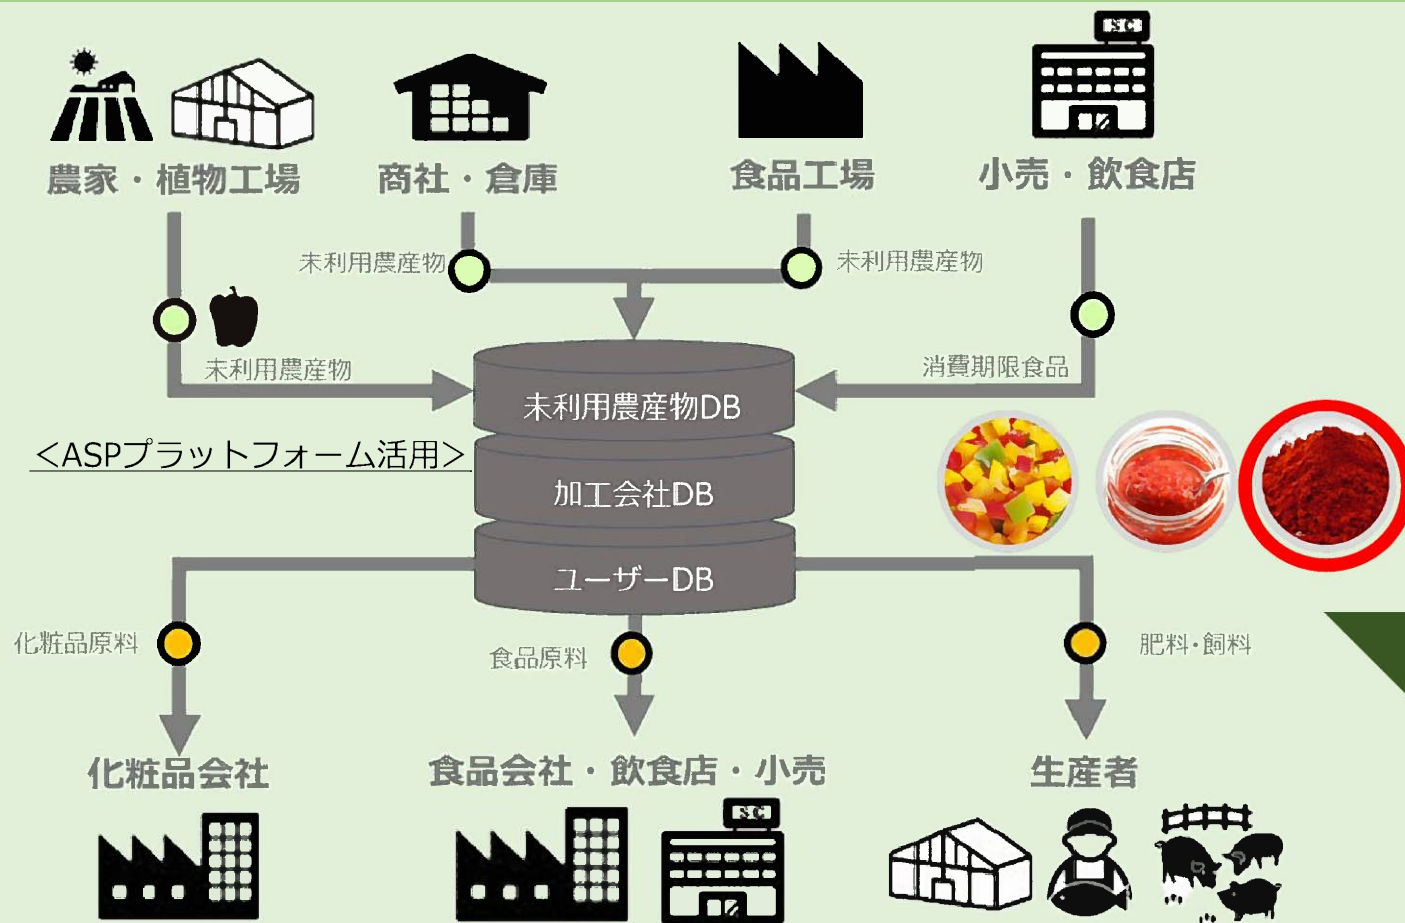 SC
農家・植物工場
商社・倉庫
食品工場
小売・飲食店
未利用農産物
未利用農産物
未利用農産物
消費期限食品
未利用農産物DB
<ASPプラットフォーム活用>
加工会社DB
ユーザーDB
化粧品原料
食品原料
肥料・飼料
化粧品会社
食品会社・飲食店・小売
生産者
SC